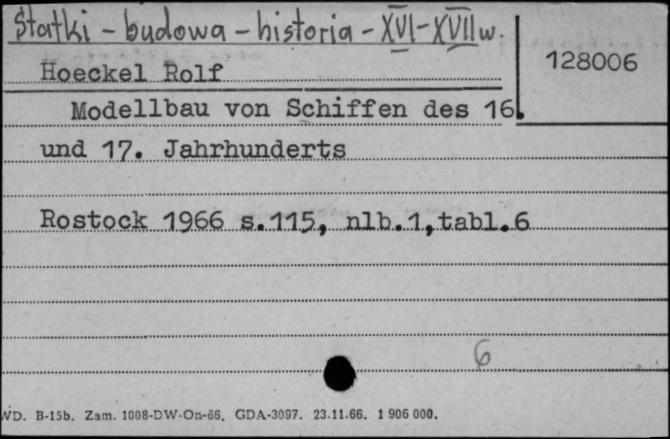 Statki - budowa - historia - XVI-XVII w.
128006
Hoeckel Rolf
Modellbau von Schiffen des 16.
und 17. Jahrhunderts
Rostock 1966 s.115, nlb.1,tabl.6
6
WD. B-15b. Zam. 1008-DW-On-66. GDA-3097. 23.11.66. 1 906 000.